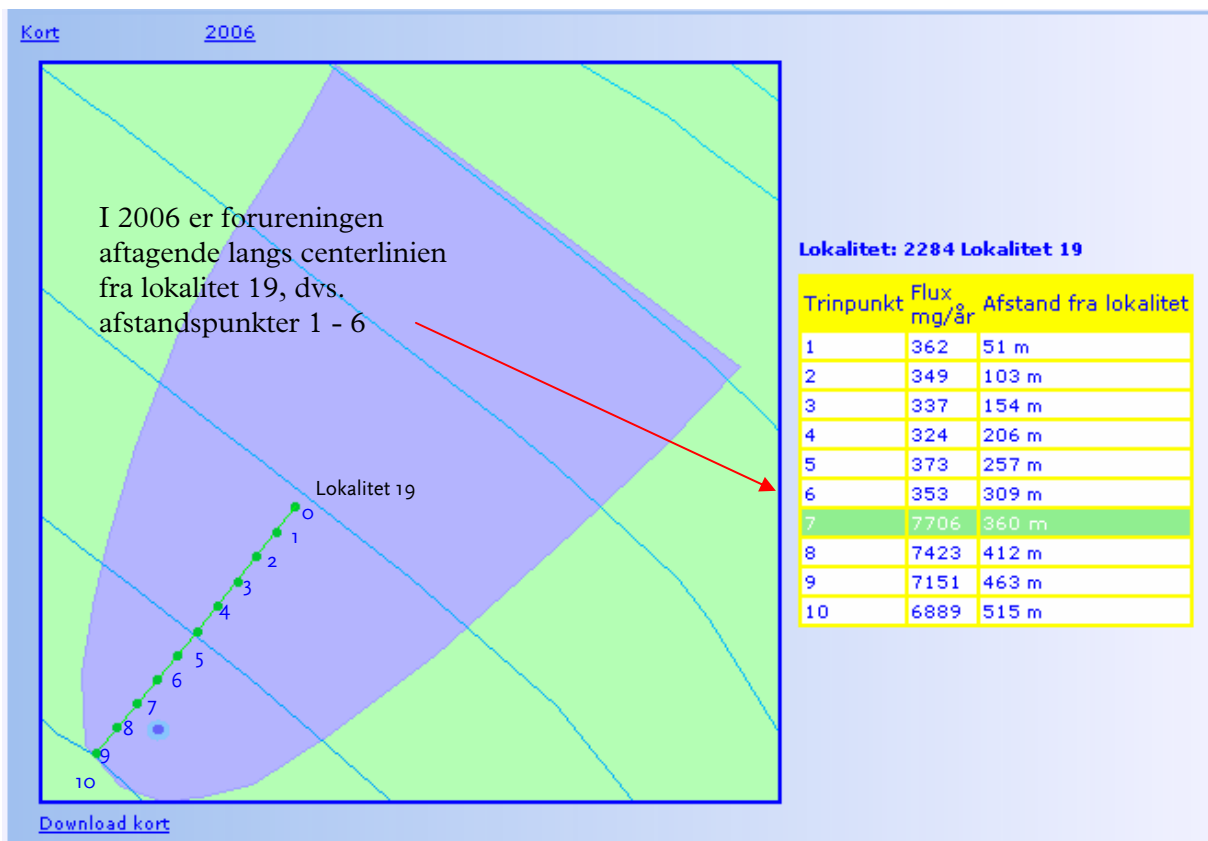 Kort 2006
I 2006 er forureningen
aftagende langs centerlinien
fra lokalitet 19, dvs.
afstandspunkter 1 - 6
Lokalitet 19
0
1
2
3
4
5
6
7
8
9
10
Download kort
Lokalitet: 2284 Lokalitet 19
Trinpunkt Flux mg/år Afstand fra lokalitet
1 362 51 m
2 349 103 m
3 337 154 m
4 324 206 m
5 373 257 m
6 353 309 m
7 7706 360 m
8 7423 412 m
9 7151 463 m
10 6889 515 m